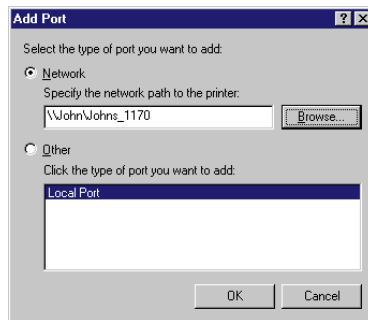 Add Port
Select the type of port you want to add:
Network
Specify the network path to the printer:
\\John\Johns_1170
Browse...
Other
Click the type of port you want to add:
Local Port
OK
Cancel